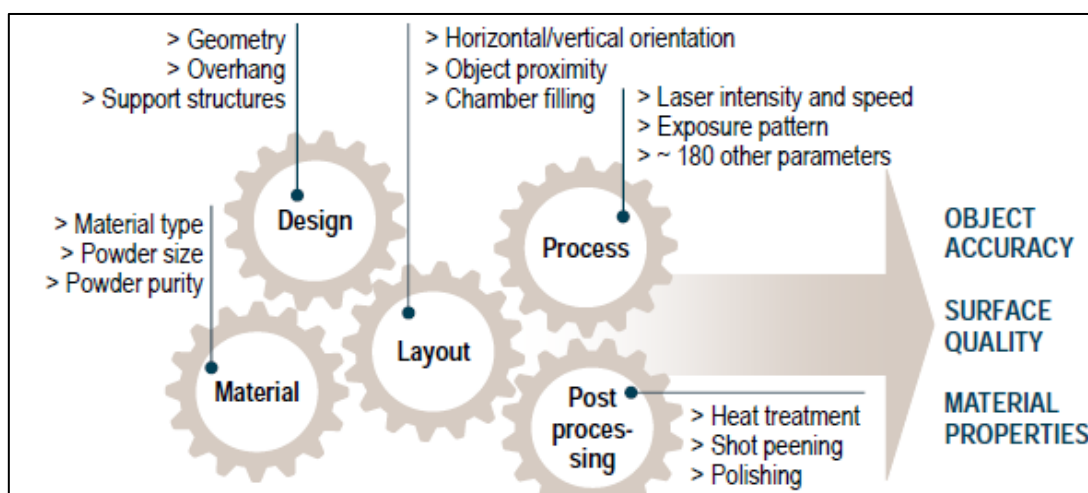 > Geometry
> Overhang
> Support structures
> Horizontal/vertical orientation
> Object proximity
> Chamber filling
> Laser intensity and speed
> Exposure pattern
> ~ 180 other parameters
> Material type
> Powder size
> Powder purity
Design
Process
Layout
Material
Post
proces-
sing
> Heat treatment
> Shot peening
> Polishing
OBJECT
ACCURACY
SURFACE
QUALITY
MATERIAL
PROPERTIES